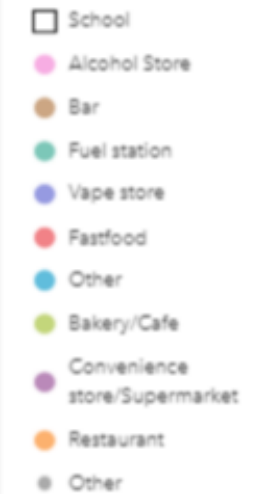 School
Alcohol Store
Bar
Fuel station
Vape store
Fastfood
Other
Bakery/Cafe
Convenience
store/Supermarket
Restaurant
Other